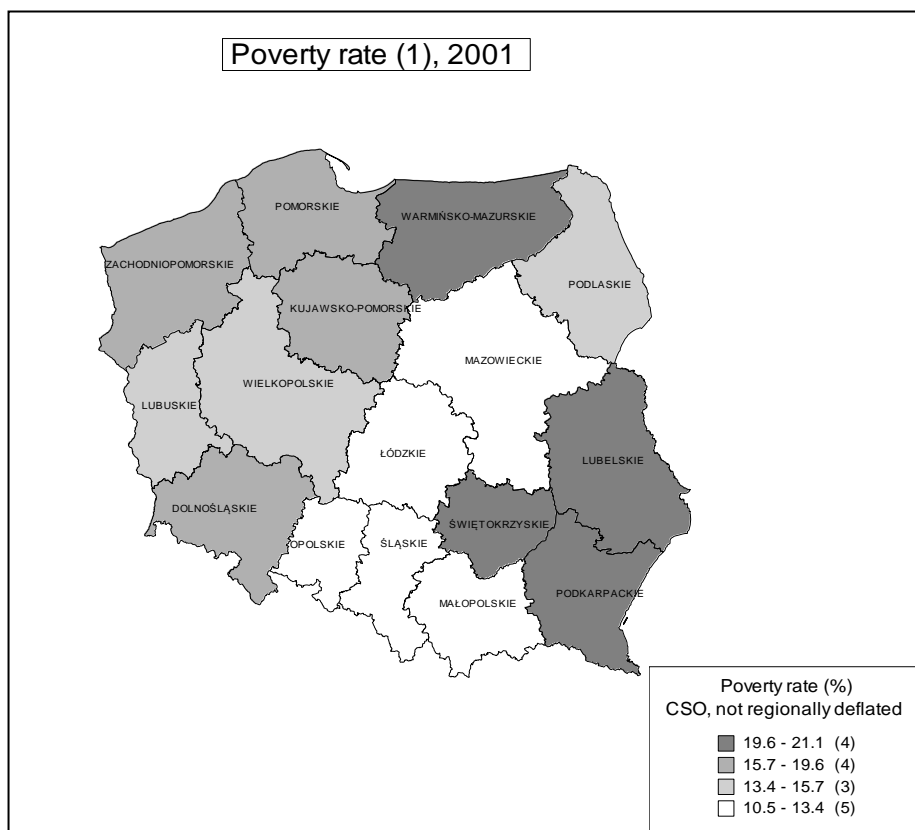 Poverty rate (1), 2001
POMORSKIE
WARMIŃSKO-MAZURSKIE
ZACHODNIOPOMORSKIE
PODLASKIE
KUJAWSKO-POMORSKIE
MAZOWIECKIE
WIELKOPOLSKIE
LUBUSKIE
ŁÓDZKIE
LUBELSKIE
DOLNOŚLĄSKIE
ŚWIĘTOKRZYSKIE
OPOLSKIE
ŚLĄSKIE
PODKARPACKIE
MAŁOPOLSKIE
Poverty rate (%)
CSO, not regionally deflated
19.6 - 21.1 (4)
15.7 - 19.6 (4)
13.4 - 15.7 (3)
10.5 - 13.4 (5)